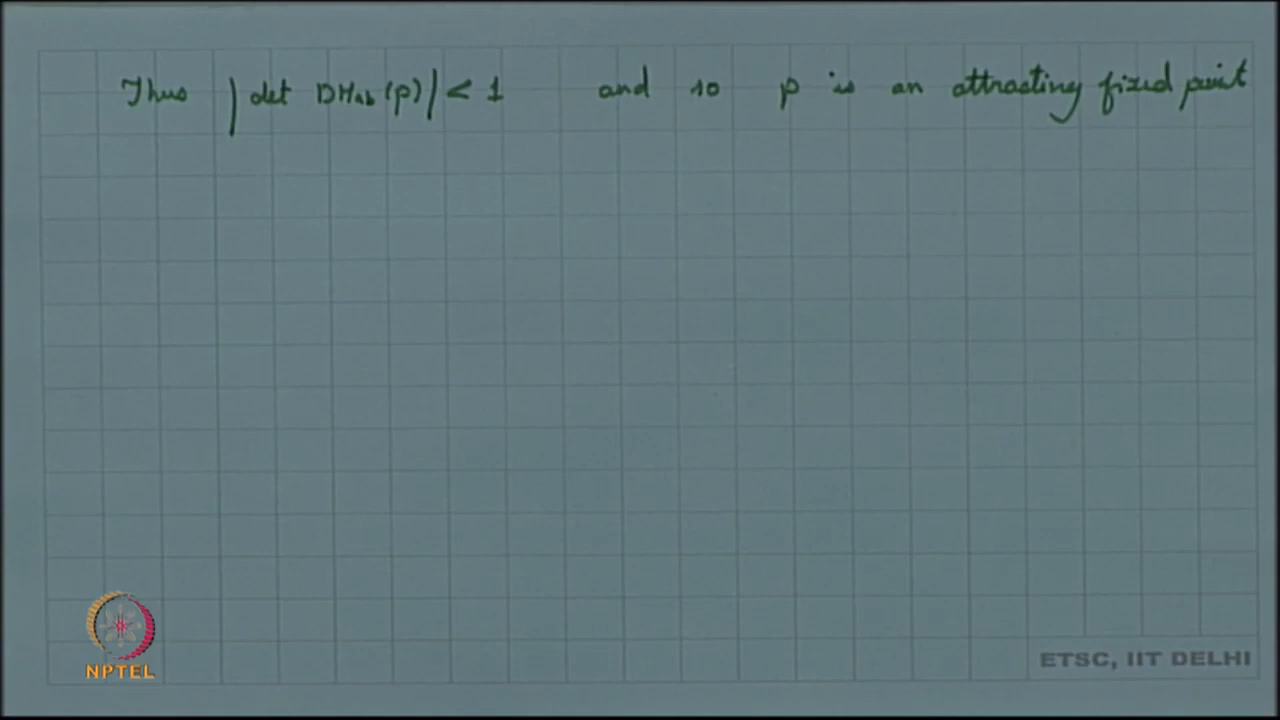 Thus | det DHab (p) | < 1 and so p is an attracting fixed point
NPTEL
ETSC, IIT DELHI